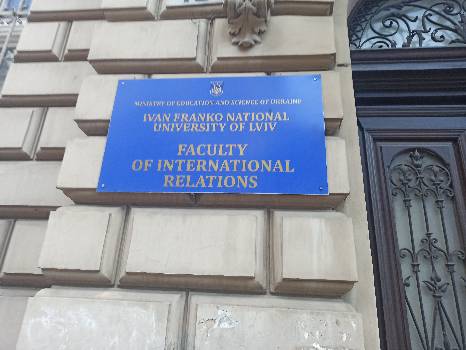 MINISTRY OF EDUCATION AND SCIENCE OF UKRAINE
IVAN FRANKO NATIONAL
UNIVERSITY OF LVIV
FACULTY
OF INTERNATIONAL
RELATIONS